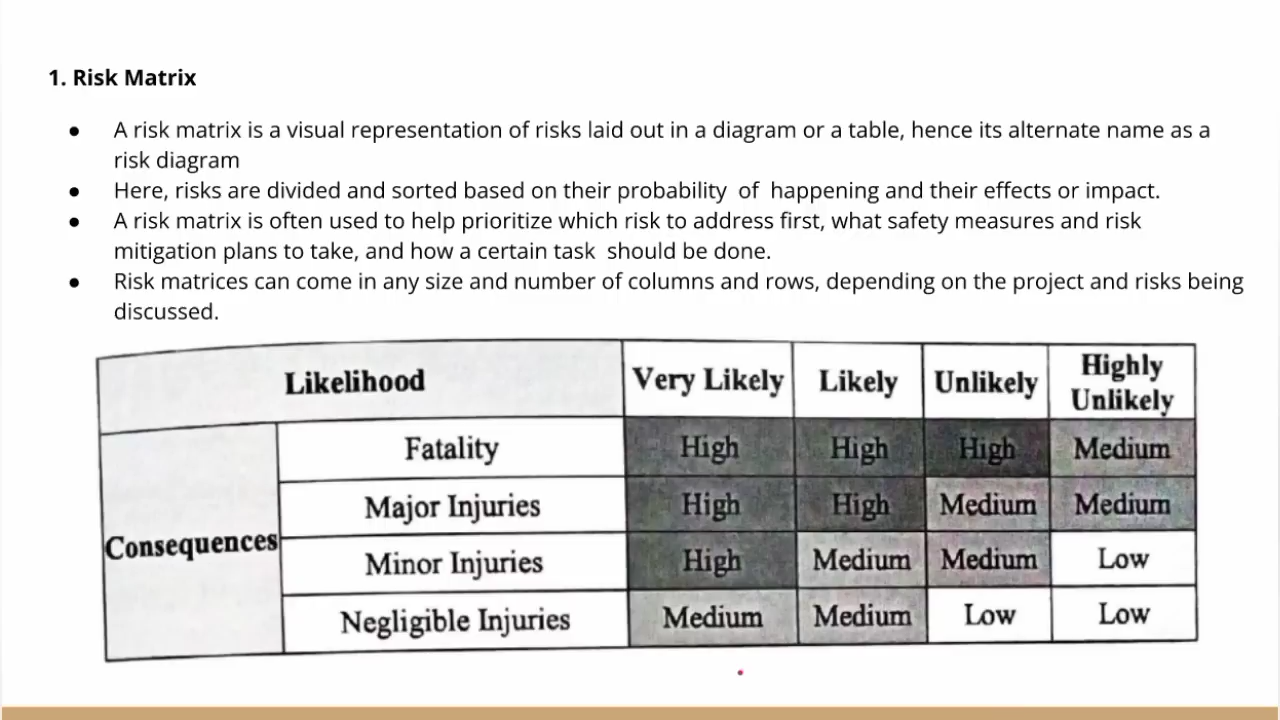 1. Risk Matrix
● A risk matrix is a visual representation of risks laid out in a diagram or a table, hence its alternate name as a
risk diagram
● Here, risks are divided and sorted based on their probability of happening and their effects or impact.
● A risk matrix is often used to help prioritize which risk to address first, what safety measures and risk
mitigation plans to take, and how a certain task should be done.
● Risk matrices can come in any size and number of columns and rows, depending on the project and risks being
discussed.
Likelihood Very Likely Likely Unlikely Highly Unlikely
Consequences
Fatality High High High Medium
Major Injuries High High Medium Medium
Minor Injuries High Medium Medium Low
Negligible Injuries Medium Medium Low Low